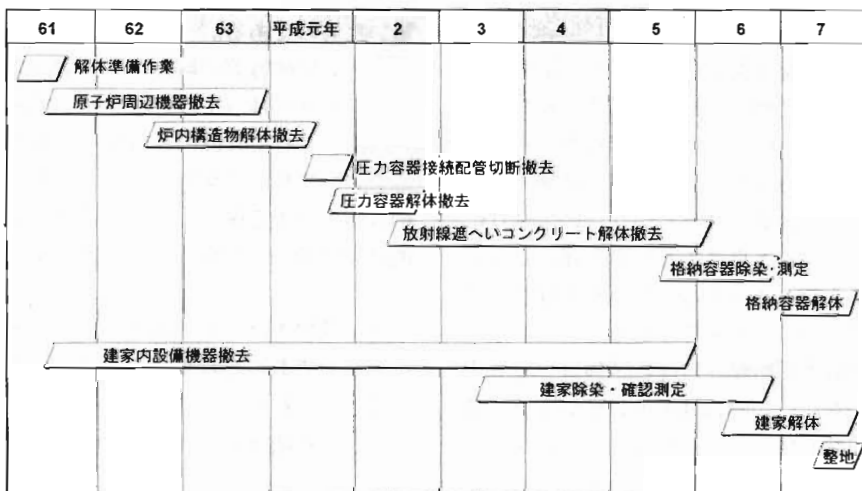 61 62 63 平成元年 2 3 4 5 6 7
解体準備作業
原子炉周辺機器撤去
炉内構造物解体撤去
圧力容器接続配管切断撤去
圧力容器解体撤去
放射線遮へいコンクリート解体撤去
格納容器除染・測定
格納容器解体
建家内設備機器撤去
建家除染・確認測定
建家解体
整地